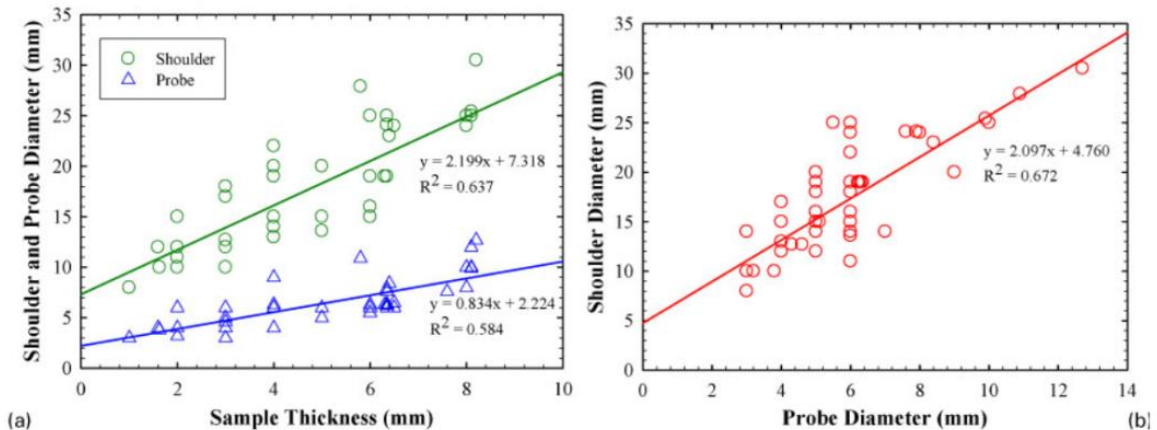 35
30
25
20
15
10
5
0
0 2 4 6 8 10
Shoulder and Probe Diameter (mm)
Sample Thickness (mm)
Shoulder
Probe
y = 2.199x + 7.318
R² = 0.637
y = 0.834x + 2.224
R² = 0.584
(a)
35
30
25
20
15
10
5
0
0 2 4 6 8 10 12 14
Shoulder Diameter (mm)
Probe Diameter (mm)
y = 2.097x + 4.760
R² = 0.672
(b)